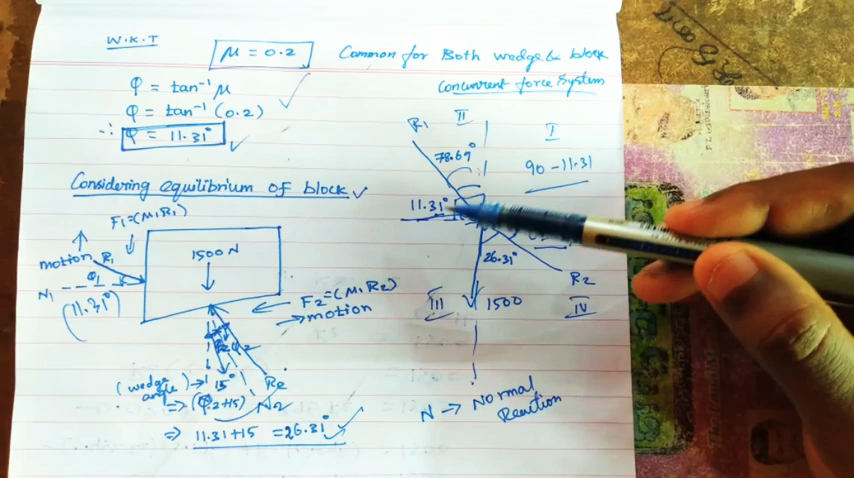 W.K.T
μ = 0.2
Common for Both wedge & block
Concurrent force System
φ = tan⁻¹ μ
φ = tan⁻¹ (0.2)
∴ φ = 11.31°
R1
II
I
78.69°
90 - 11.31
Considering equilibrium of block
11.31°
F1=(M1R1)
motion
R1
1500 N
N1
φ1
(11.31°)
F2=(M1R2)
motion
26.31°
R2
III
1500
IV
(wedge angle) → 15°
R2
⇒ (φ2+15)
N2
⇒ 11.31+15 = 26.31°
N → Normal
Reaction